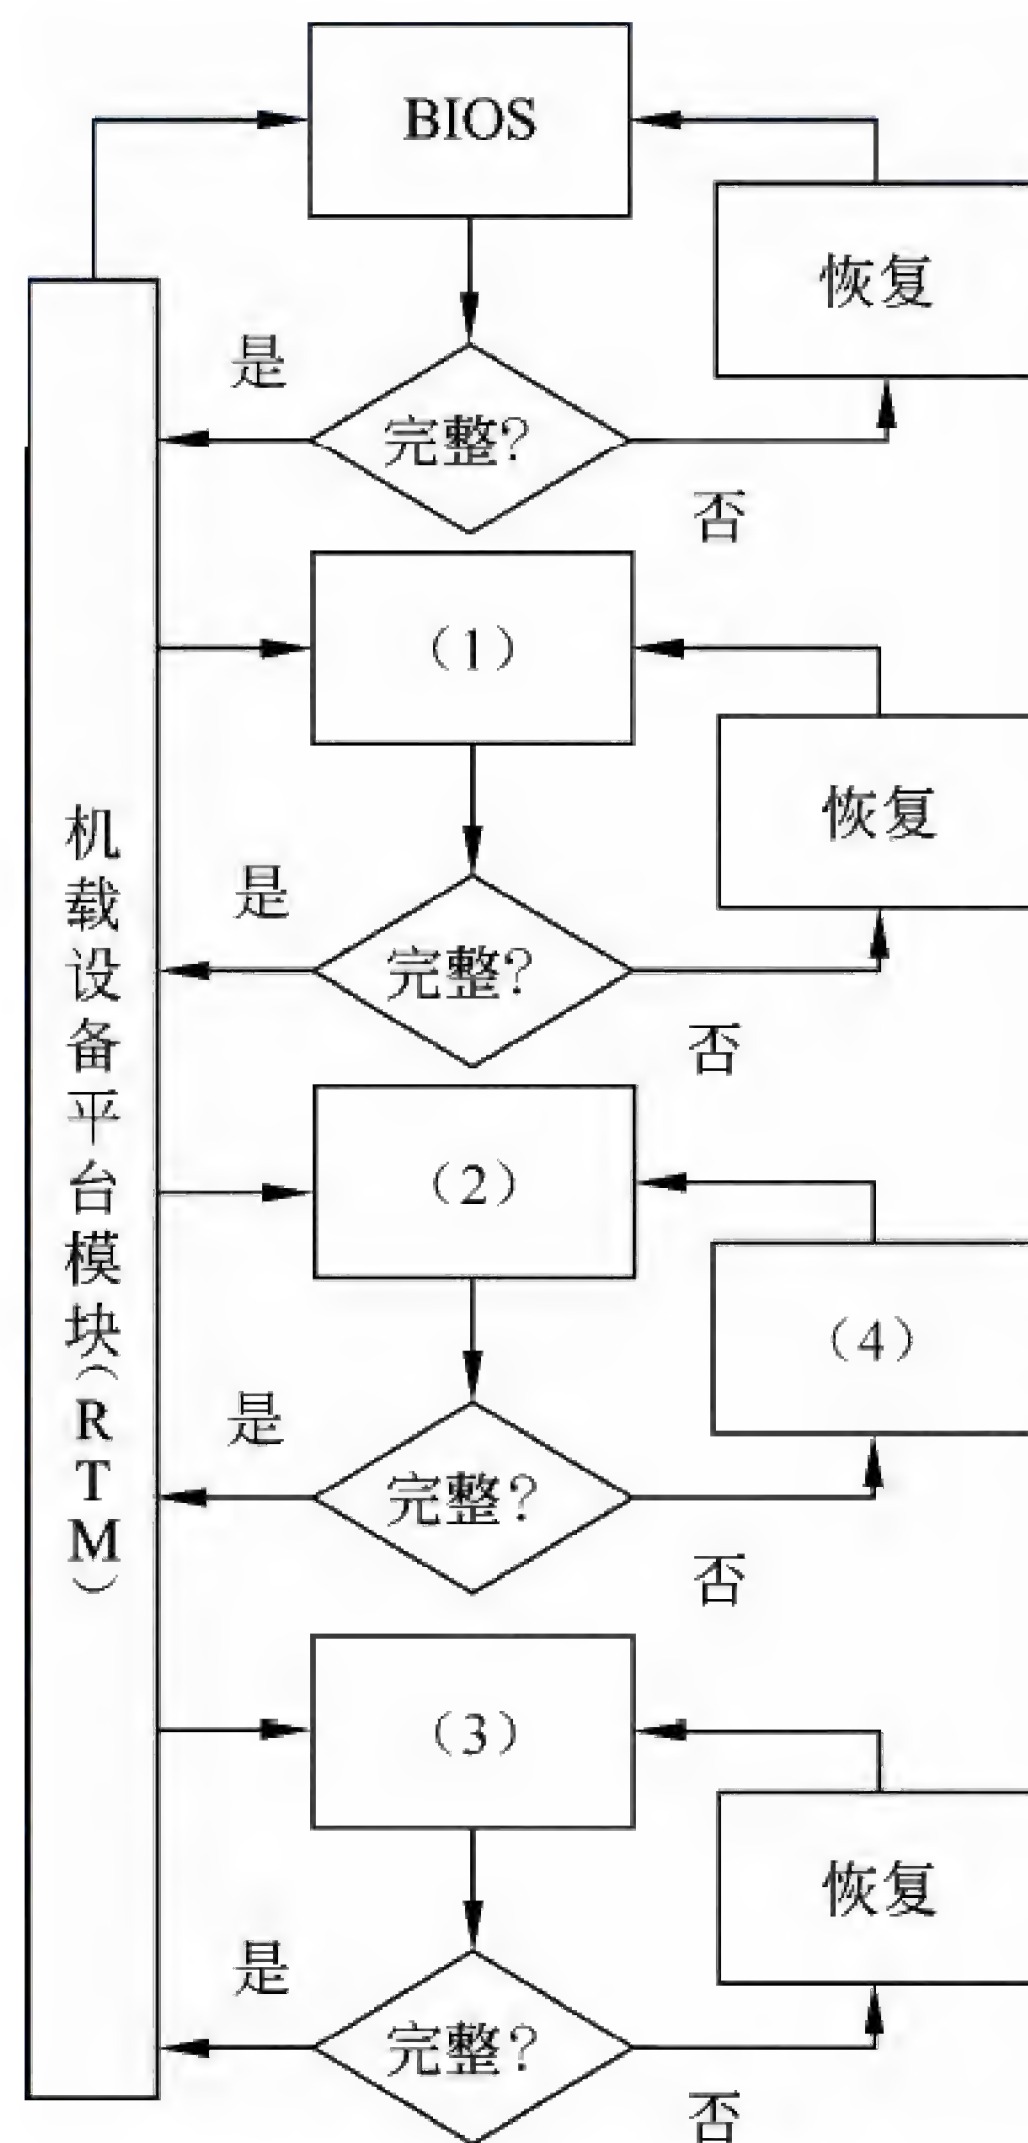 BIOS
恢复
是
完整?
否
(1)
恢复
是
完整?
否
机载设备平台模块(RTM)
(2)
(4)
是
完整?
否
(3)
恢复
是
完整?
否